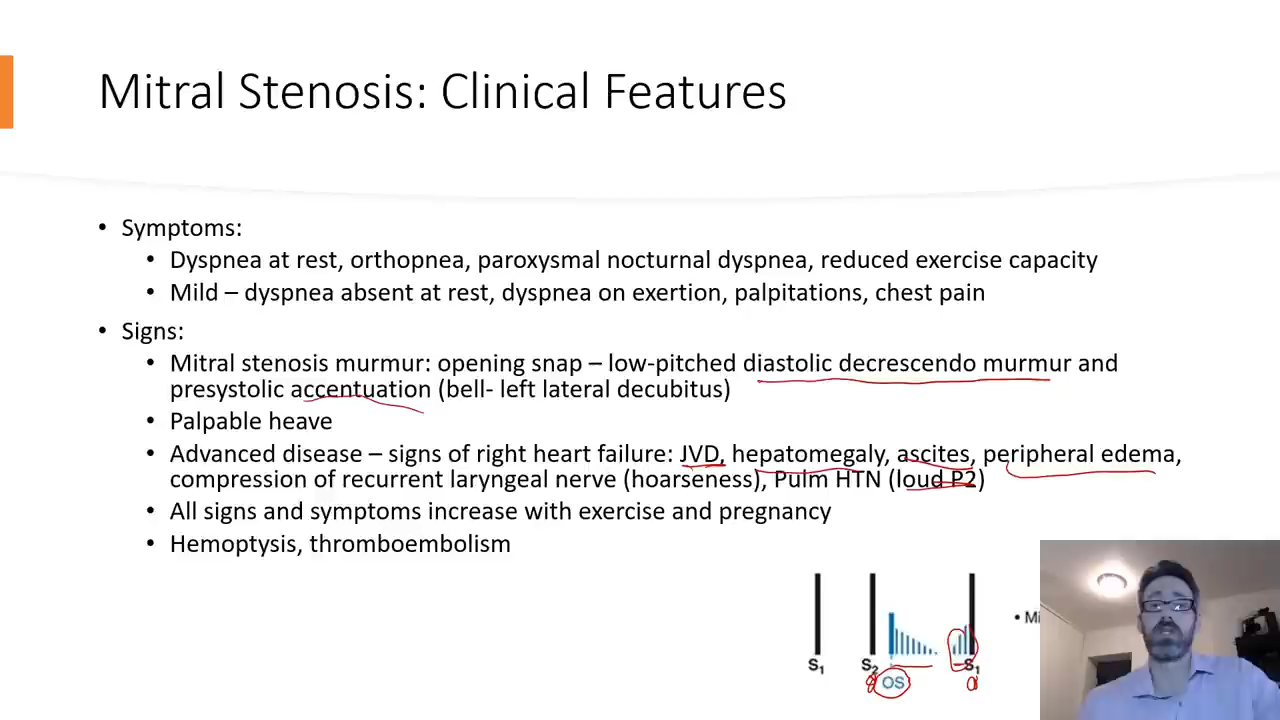 Mitral Stenosis: Clinical Features
• Symptoms:
• Dyspnea at rest, orthopnea, paroxysmal nocturnal dyspnea, reduced exercise capacity
• Mild – dyspnea absent at rest, dyspnea on exertion, palpitations, chest pain
• Signs:
• Mitral stenosis murmur: opening snap – low-pitched diastolic decrescendo murmur and
presystolic accentuation (bell- left lateral decubitus)
• Palpable heave
• Advanced disease – signs of right heart failure: JVD, hepatomegaly, ascites, peripheral edema,
compression of recurrent laryngeal nerve (hoarseness), Pulm HTN (loud P2)
• All signs and symptoms increase with exercise and pregnancy
• Hemoptysis, thromboembolism
• Mi
S1 S2 S1
OS